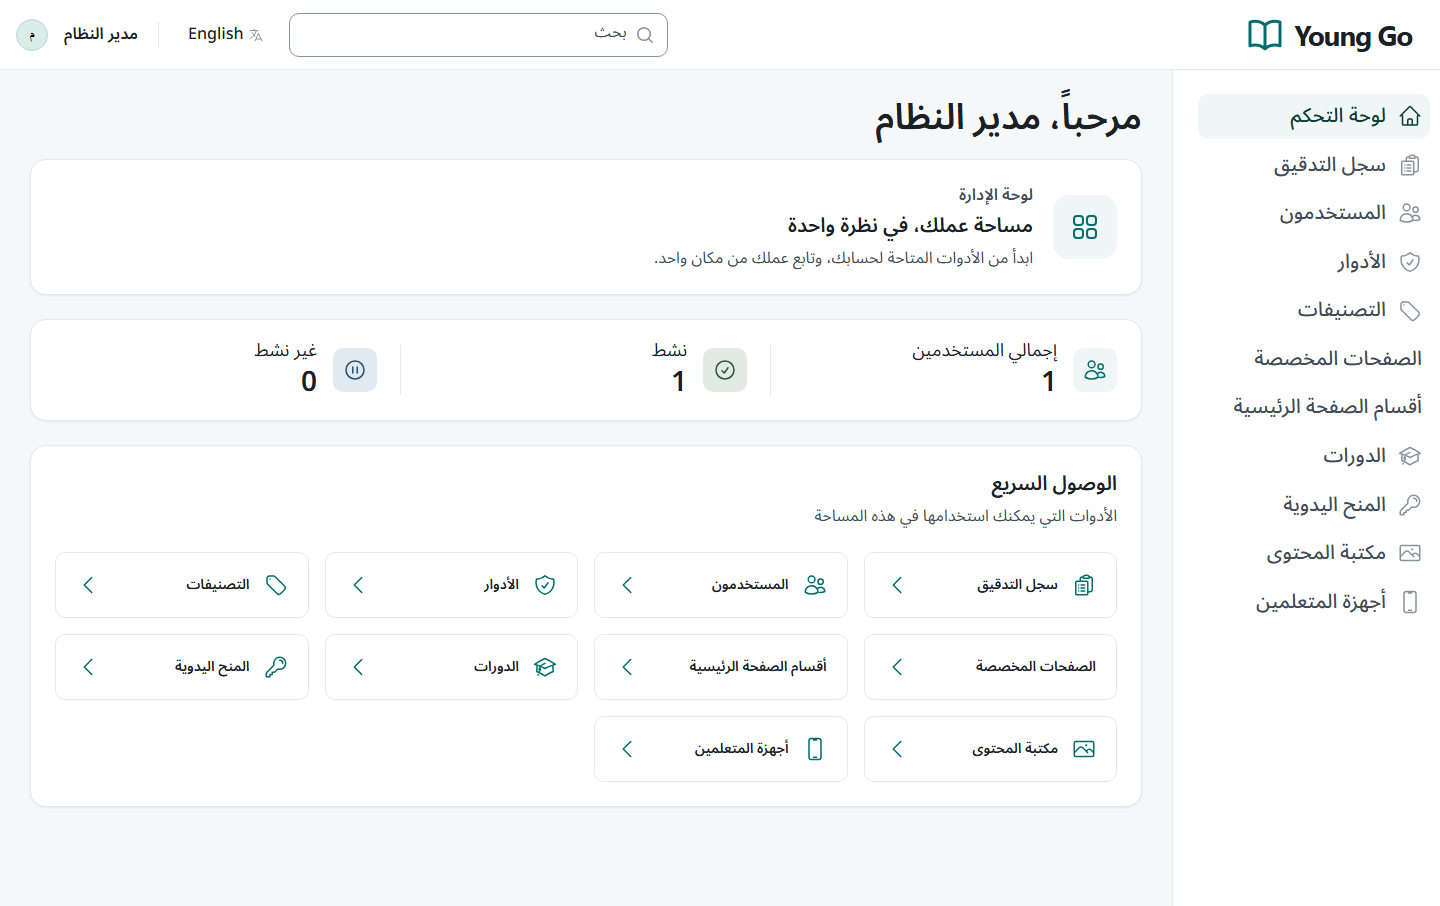 Young Go
بحث
English
مدير النظام
م
لوحة التحكم
سجل التدقيق
المستخدمون
الأدوار
التصنيفات
الصفحات المخصصة
أقسام الصفحة الرئيسية
الدورات
المنح اليدوية
مكتبة المحتوى
أجهزة المتعلمين
مرحباً، مدير النظام
لوحة الإدارة
مساحة عملك، في نظرة واحدة
ابدأ من الأدوات المتاحة لحسابك، وتابع عملك من مكان واحد.
إجمالي المستخدمين
1
نشط
1
غير نشط
0
الوصول السريع
الأدوات التي يمكنك استخدامها في هذه المساحة
سجل التدقيق
المستخدمون
الأدوار
التصنيفات
الصفحات المخصصة
أقسام الصفحة الرئيسية
الدورات
المنح اليدوية
مكتبة المحتوى
أجهزة المتعلمين